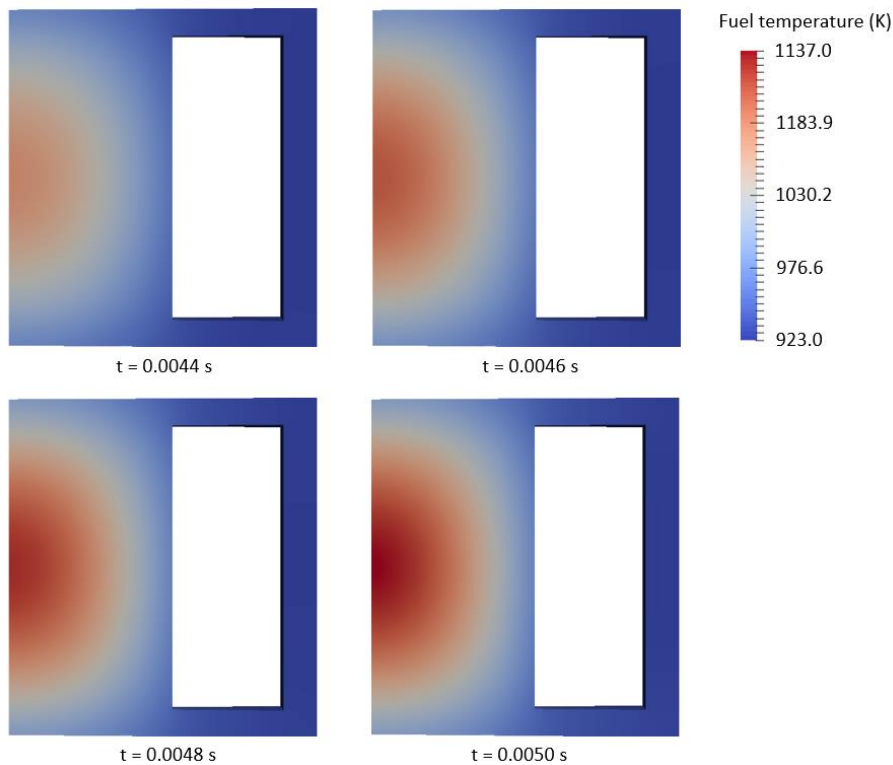 Fuel temperature (K)
1137.0
1183.9
1030.2
976.6
923.0
t = 0.0044 s
t = 0.0046 s
t = 0.0048 s
t = 0.0050 s